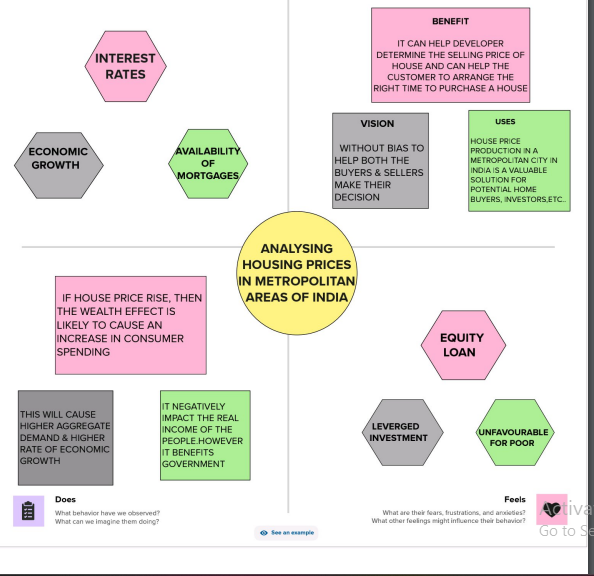 INTEREST
RATES
ECONOMIC
GROWTH
AVAILABILITY
OF
MORTGAGES
BENEFIT
IT CAN HELP DEVELOPER
DETERMINE THE SELLING PRICE OF
HOUSE AND CAN HELP THE
CUSTOMER TO ARRANGE THE
RIGHT TIME TO PURCHASE A HOUSE
VISION
WITHOUT BIAS TO
HELP BOTH THE
BUYERS & SELLERS
MAKE THEIR
DECISION
USES
HOUSE PRICE
PRODUCTION IN A
METROPOLITAN CITY IN
INDIA IS A VALUABLE
SOLUTION FOR
POTENTIAL HOME
BUYERS, INVESTORS,ETC..
ANALYSING
HOUSING PRICES
IN METROPOLITAN
AREAS OF INDIA
IF HOUSE PRICE RISE, THEN
THE WEALTH EFFECT IS
LIKELY TO CAUSE AN
INCREASE IN CONSUMER
SPENDING
THIS WILL CAUSE
HIGHER AGGREGATE
DEMAND & HIGHER
RATE OF ECONOMIC
GROWTH
IT NEGATIVELY
IMPACT THE REAL
INCOME OF THE
PEOPLE.HOWEVER
IT BENEFITS
GOVERNMENT
EQUITY
LOAN
LEVERGED
INVESTMENT
UNFAVOURABLE
FOR POOR
Does
What behavior have we observed?
What can we imagine them doing?
See an example
Feels
What are their fears, frustrations, and anxieties?
What other feelings might influence their behavior?
Go to